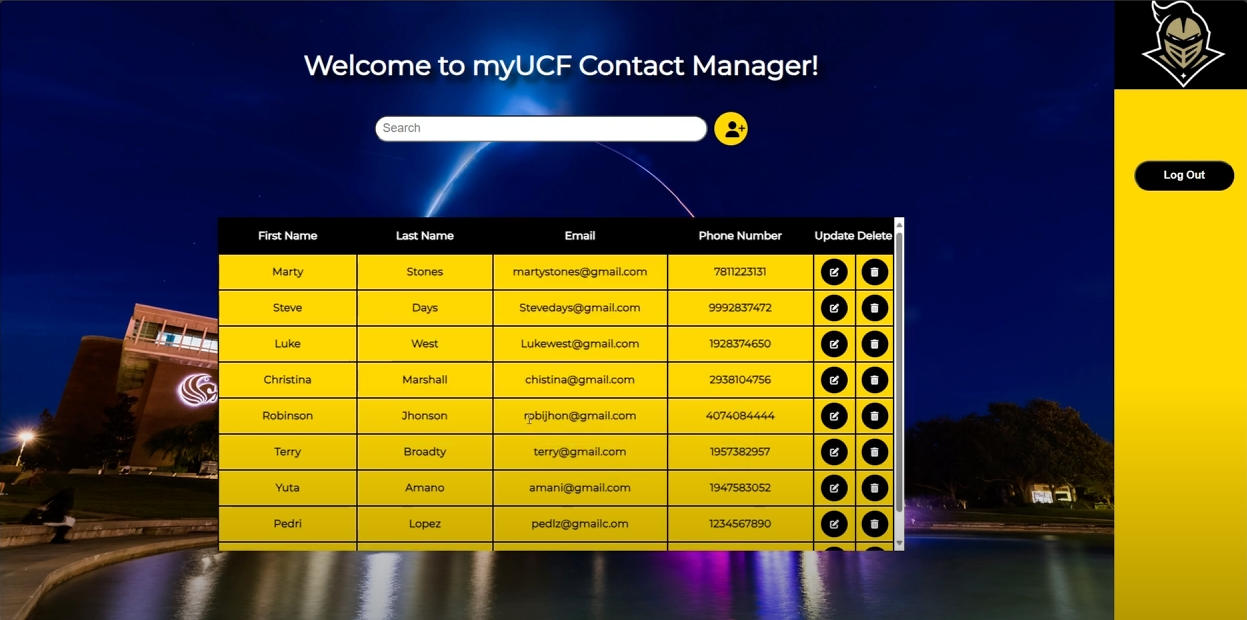 Welcome to myUCF Contact Manager!
Search
Log Out
First Name Last Name Email Phone Number Update Delete
Marty Stones martystones@gmail.com 7811223131
Steve Days Stevedays@gmail.com 9992837472
Luke West Lukewest@gmail.com 1928374650
Christina Marshall chistina@gmail.com 2938104756
Robinson Jhonson robijhon@gmail.com 4074084444
Terry Broadty terry@gmail.com 1957382957
Yuta Amano amani@gmail.com 1947583052
Pedri Lopez pedlz@gmailc.om 1234567890